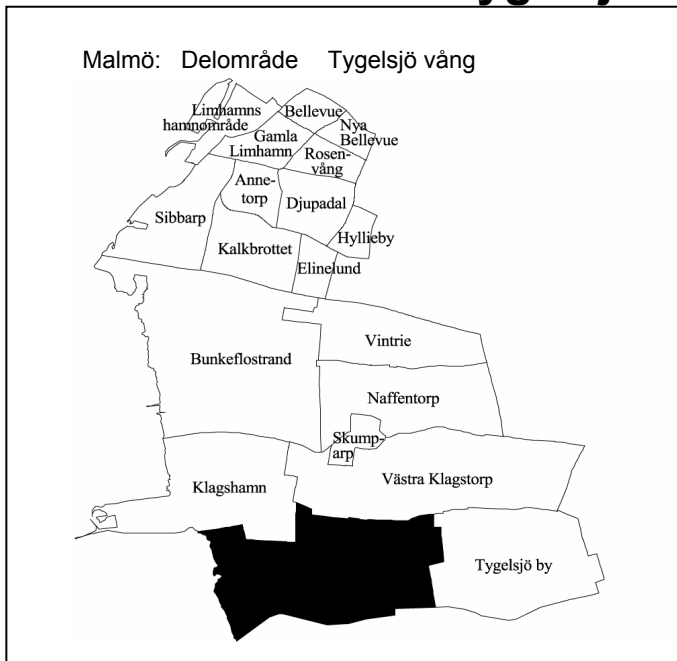 Malmö: Delområde Tygelsjö vång
Limhamns
hamnområde
Bellevue
Nya
Bellevue
Gamla
Limhamn
Rosen-
vång
Anne-
torp
Djupadal
Sibbarp
Hyllieby
Kalkbrottet
Elinelund
Vintrie
Bunkeflostrand
Naffentorp
Skump-
arp
Västra Klagstorp
Klagshamn
Tygelsjö by